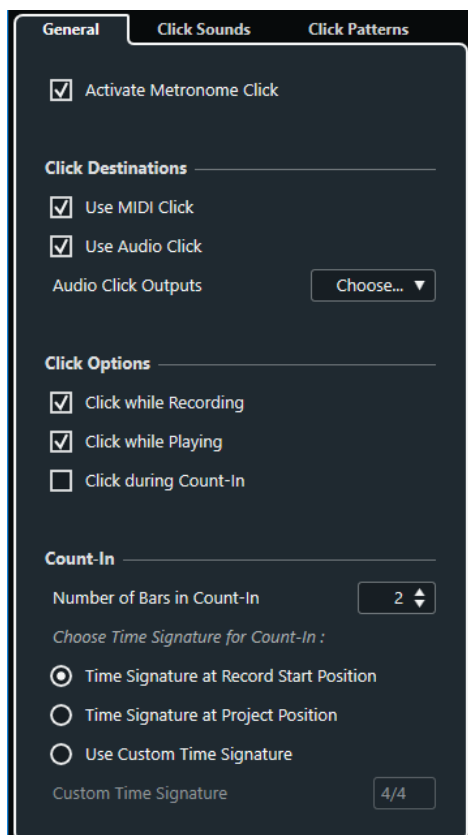 General Click Sounds Click Patterns
Activate Metronome Click
Click Destinations
Use MIDI Click
Use Audio Click
Audio Click Outputs Choose...
Click Options
Click while Recording
Click while Playing
Click during Count-In
Count-In
Number of Bars in Count-In 2
Choose Time Signature for Count-In :
Time Signature at Record Start Position
Time Signature at Project Position
Use Custom Time Signature
Custom Time Signature 4/4